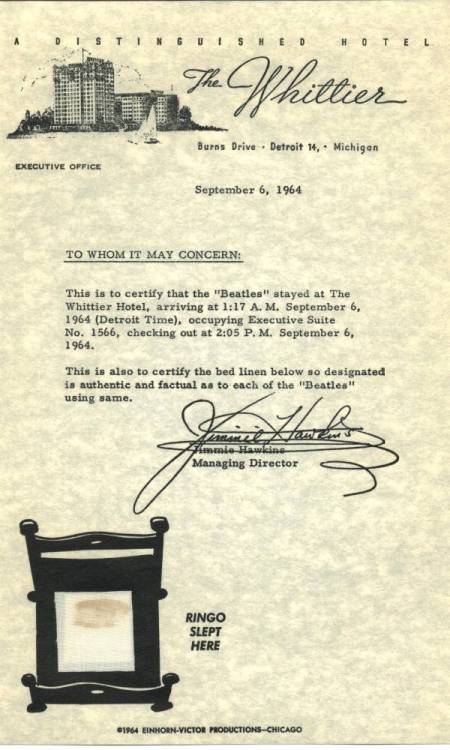 A DISTINGUISHED HOTEL
The Whittier
Burns Drive · Detroit 14, · Michigan
EXECUTIVE OFFICE
September 6, 1964
TO WHOM IT MAY CONCERN:
This is to certify that the "Beatles" stayed at The
Whittier Hotel, arriving at 1:17 A. M. September 6,
1964 (Detroit Time), occupying Executive Suite
No. 1566, checking out at 2:05 P. M. September 6,
1964.
This is also to certify the bed linen below so designated
is authentic and factual as to each of the "Beatles"
using same.
Jimmie Hawkins
Jimmie Hawkins
Managing Director
RINGO
SLEPT
HERE
©1964 EINHORN-VICTOR PRODUCTIONS—CHICAGO